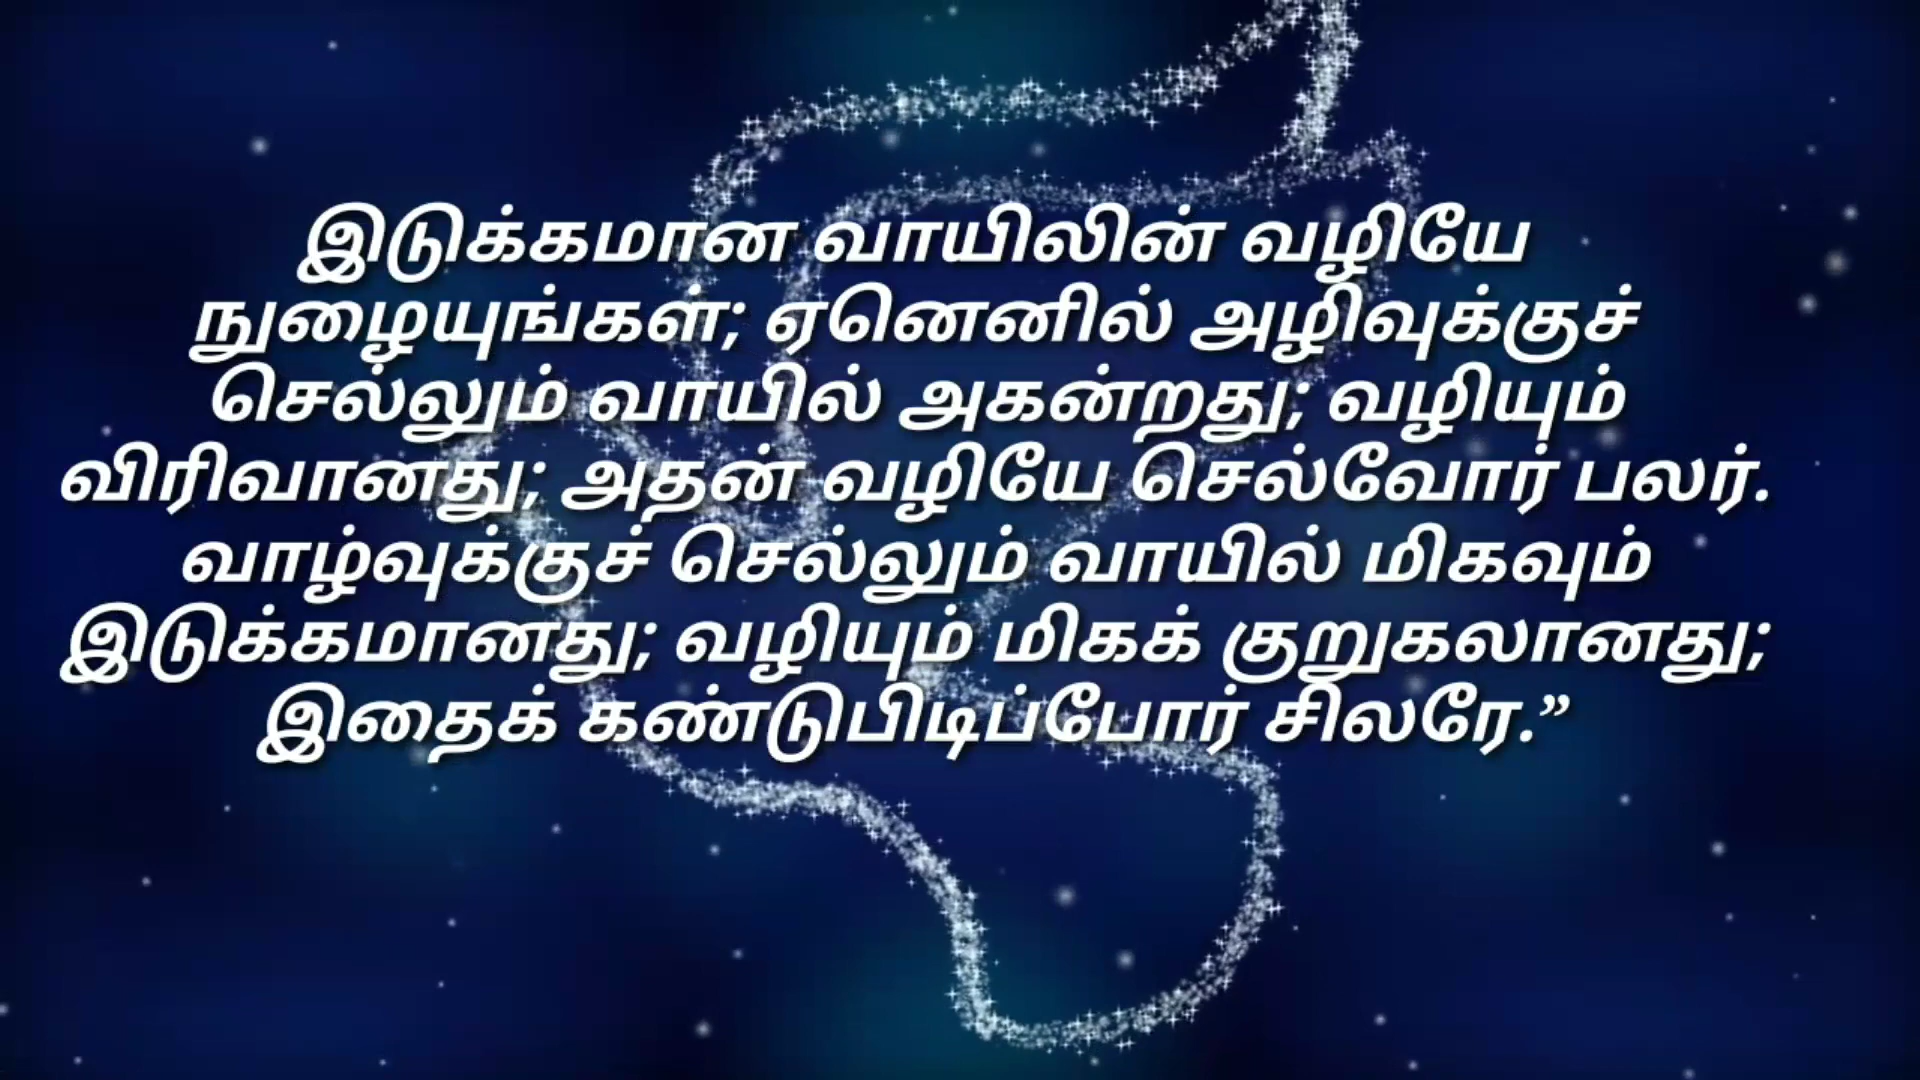 இடுக்கமான வாயிலின் வழியே
நுழையுங்கள்; ஏனெனில் அழிவுக்குச்
செல்லும் வாயில் அகன்றது; வழியும்
விரிவானது; அதன் வழியே செல்வோர் பலர்.
வாழ்வுக்குச் செல்லும் வாயில் மிகவும்
இடுக்கமானது; வழியும் மிகக் குறுகலானது;
இதைக் கண்டுபிடிப்போர் சிலரே.”